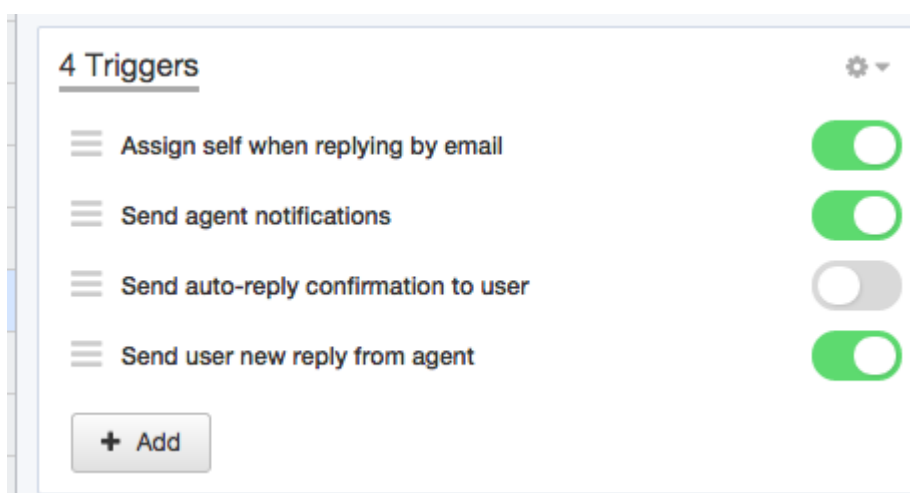 4 Triggers
Assign self when replying by email
Send agent notifications
Send auto-reply confirmation to user
Send user new reply from agent
+ Add